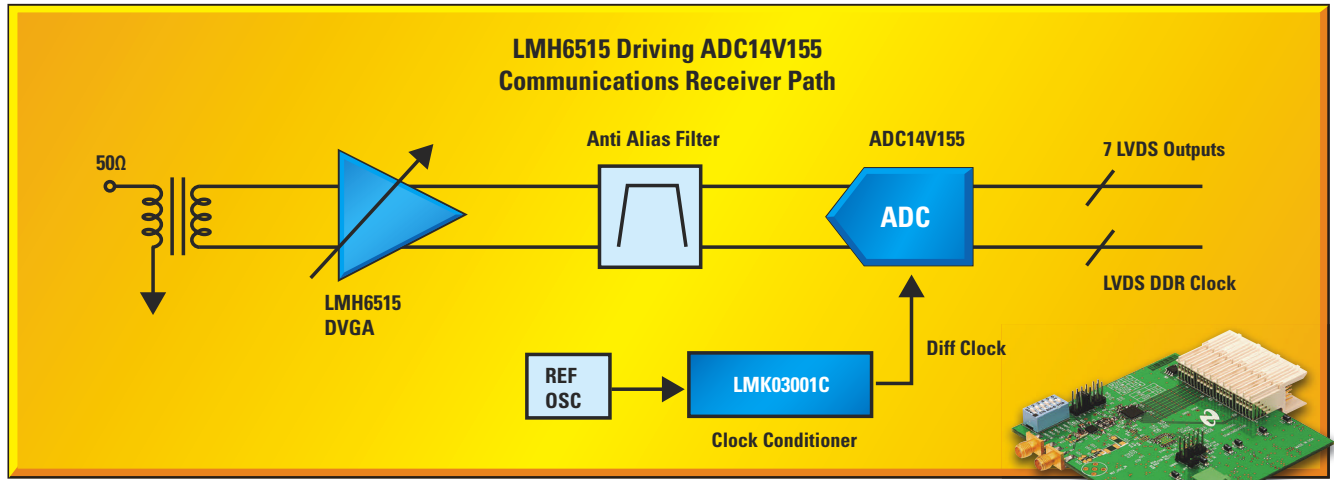 LMH6515 Driving ADC14V155
Communications Receiver Path
Anti Alias Filter
ADC14V155
7 LVDS Outputs
50Ω
ADC
LMH6515
DVGA
LVDS DDR Clock
Diff Clock
REF
OSC
LMK03001C
Clock Conditioner